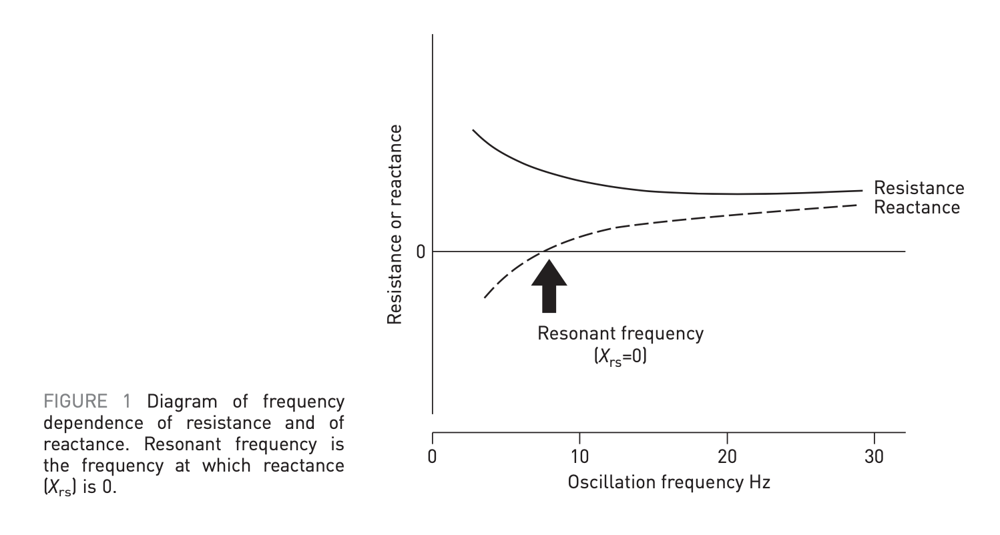 Resistance or reactance
0
Resistance
Reactance
Resonant frequency
(Xrs=0)
0 10 20 30
Oscillation frequency Hz
FIGURE 1 Diagram of frequency
dependence of resistance and of
reactance. Resonant frequency is
the frequency at which reactance
(Xrs) is 0.